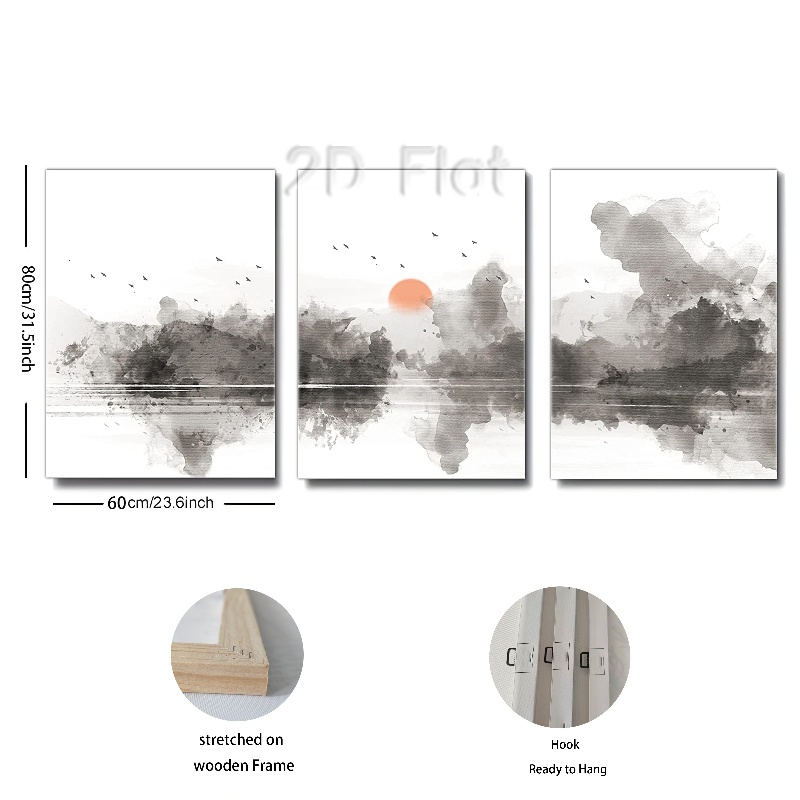 2D Flat
80cm/31.5inch
60cm/23.6inch
stretched on
wooden Frame
Hook
Ready to Hang